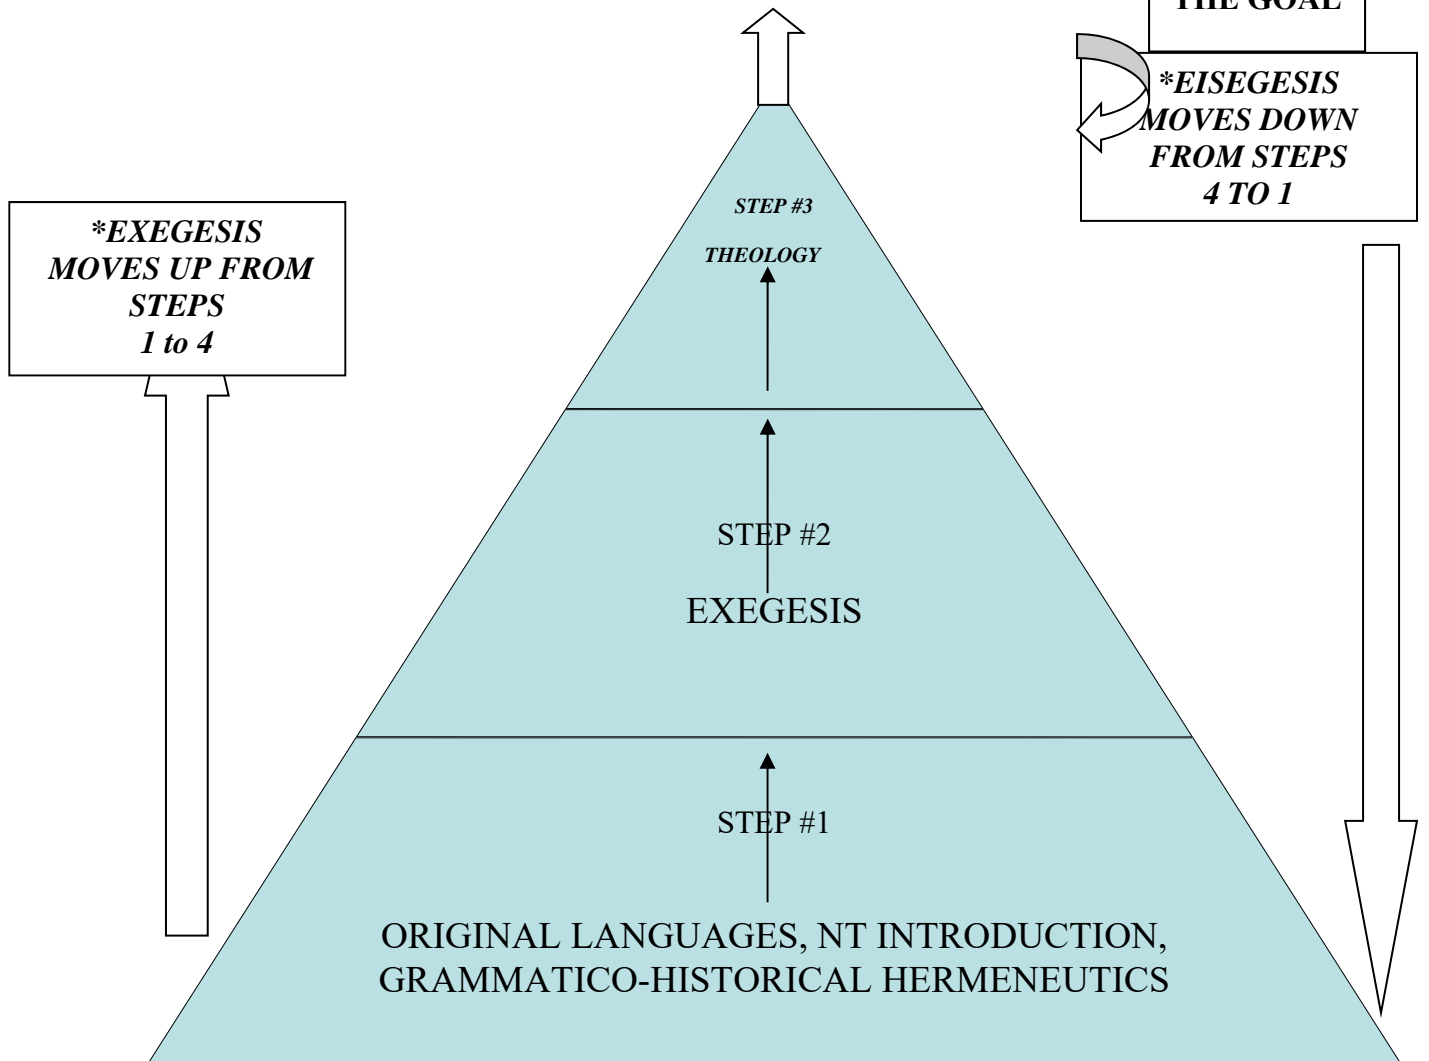 THE GOAL
*EISEGESIS
MOVES DOWN
FROM STEPS
4 TO 1
*EXEGESIS
MOVES UP FROM
STEPS
1 to 4
STEP #3
THEOLOGY
STEP #2
EXEGESIS
STEP #1
ORIGINAL LANGUAGES, NT INTRODUCTION,
GRAMMATICO-HISTORICAL HERMENEUTICS